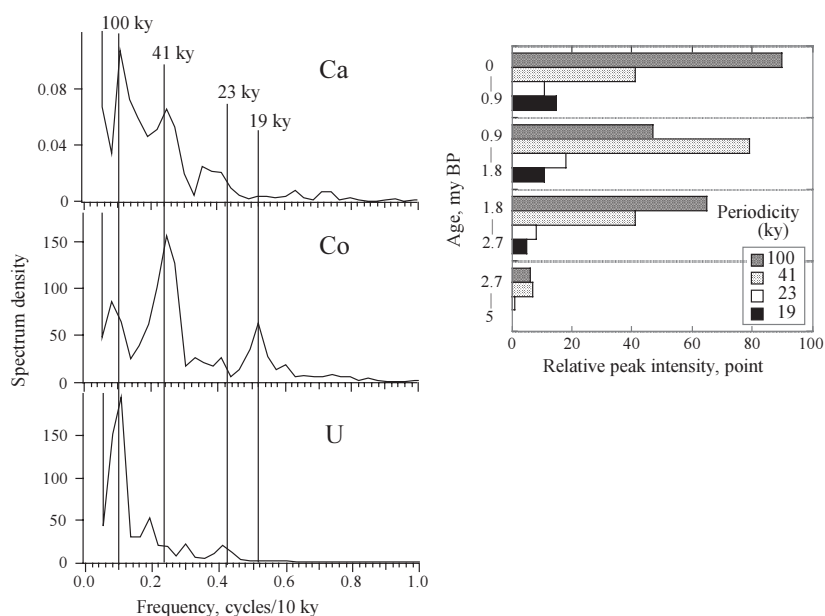 100 ky
41 ky
23 ky
19 ky
Ca
0.08
0.04
0
Co
150
100
50
0
Spectrum density
U
150
100
50
0
0.0 0.2 0.4 0.6 0.8 1.0
Frequency, cycles/10 ky
0
0.9
0.9
1.8
1.8
2.7
2.7
5
Age, my BP
Periodicity
(ky)
100
41
23
19
0 20 40 60 80 100
Relative peak intensity, point